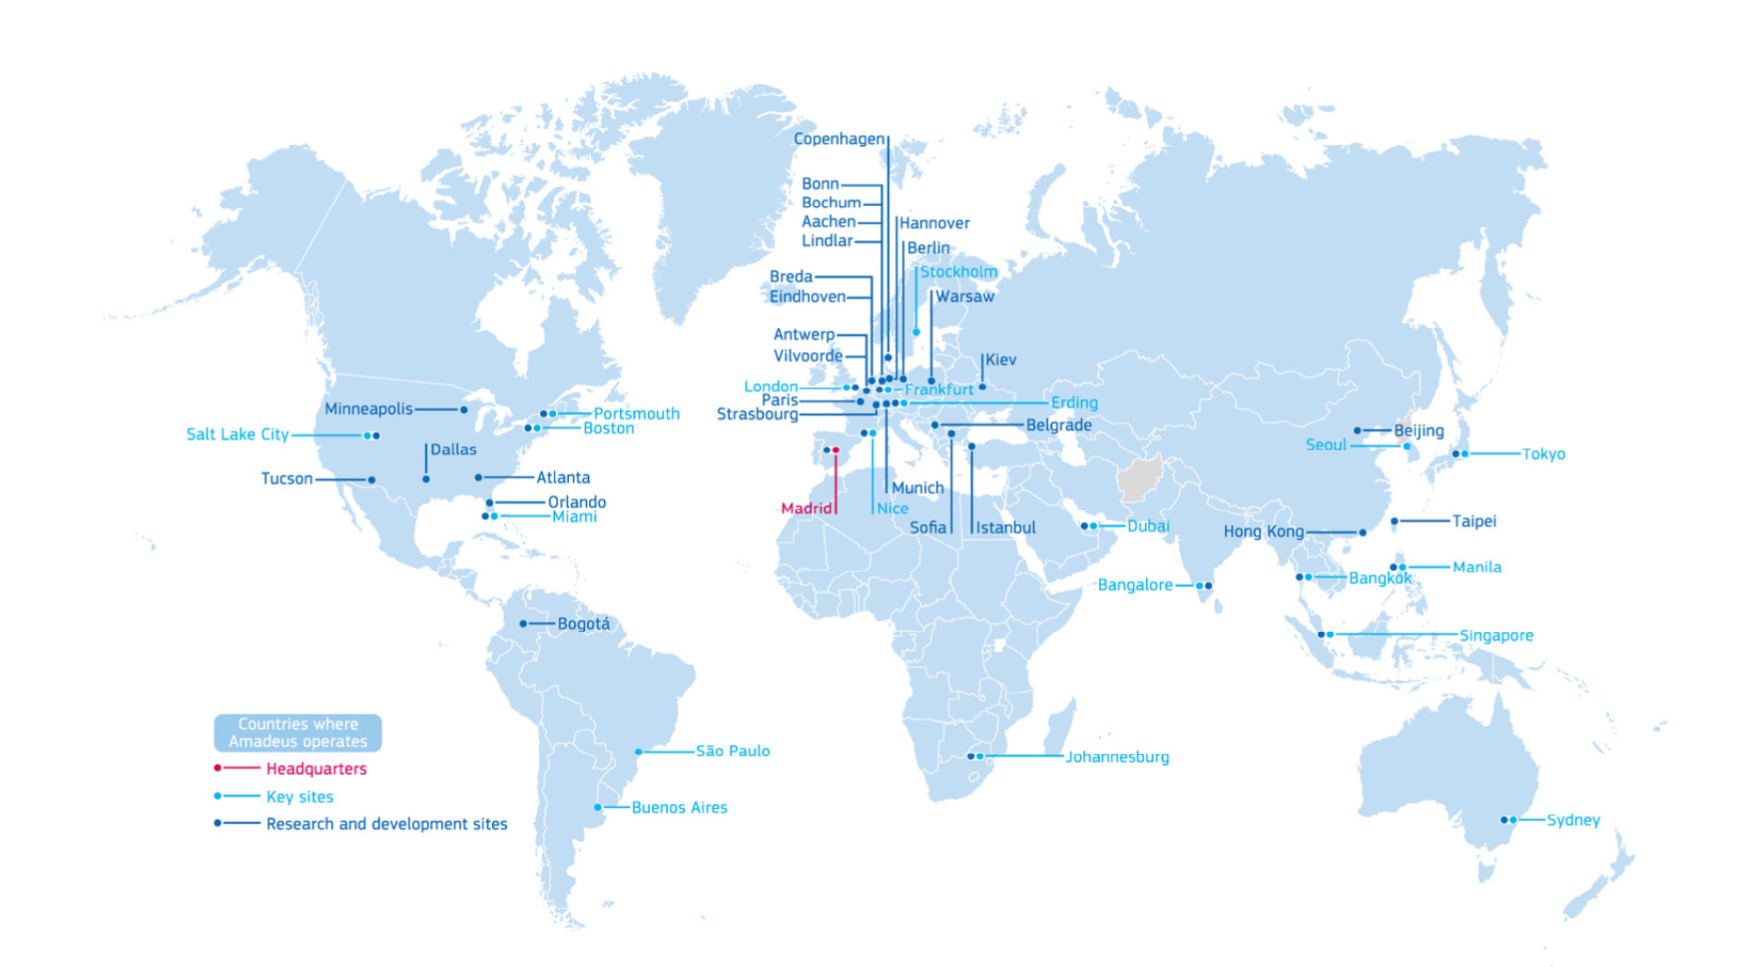 Copenhagen
Bonn
Bochum
Aachen
Lindlar
Hannover
Berlin
Stockholm
Breda
Eindhoven
Warsaw
Antwerp
Vilvoorde
Kiev
London
Frankfurt
Paris
Strasbourg
Erding
Belgrade
Minneapolis
Portsmouth
Boston
Salt Lake City
Dallas
Tucson
Atlanta
Orlando
Miami
Madrid
Nice
Munich
Sofia
Istanbul
Beijing
Seoul
Tokyo
Dubai
Hong Kong
Taipei
Manila
Bangkok
Bangalore
Singapore
Bogotá
São Paulo
Buenos Aires
Johannesburg
Sydney
Countries where
Amadeus operates
Headquarters
Key sites
Research and development sites